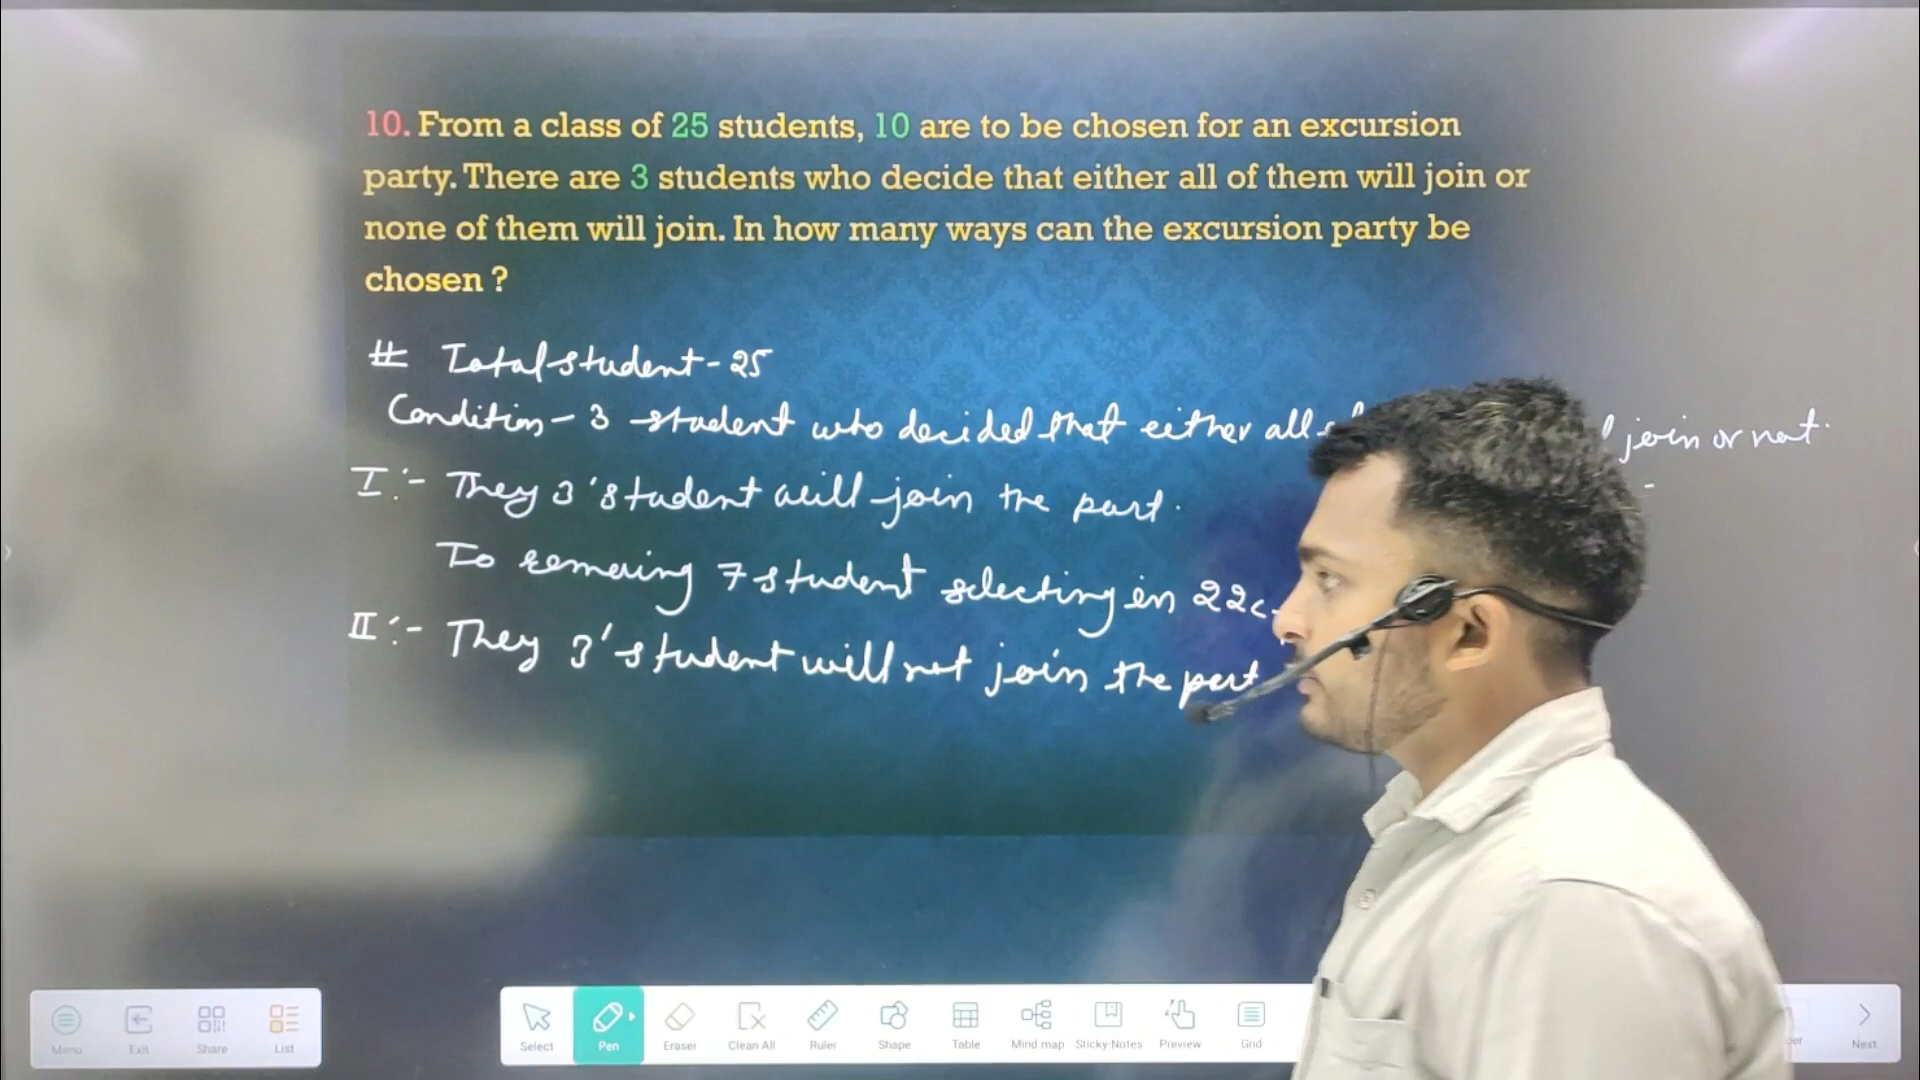 10. From a class of 25 students, 10 are to be chosen for an excursion
party. There are 3 students who decide that either all of them will join or
none of them will join. In how many ways can the excursion party be
chosen ?
# Total student - 25
Condition - 3 student who decided that either all join or not.
I :- They 3's tudent will join the part.
To remaing 7 student selecting in 22c
II :- They 3's tudent will not join the part
Menu Exit Share List Select Pen Eraser Clean All Ruler Shape Table Mind map Sticky-Notes Preview Grid Next